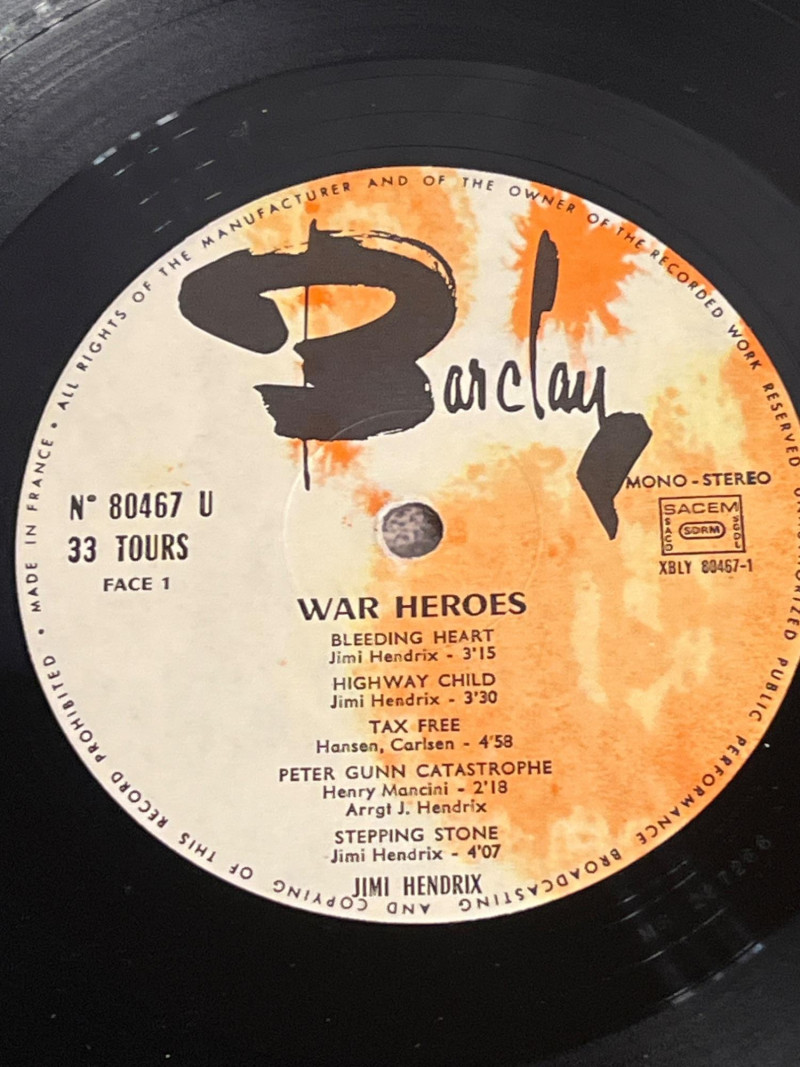 Barclay
• MADE IN FRANCE • ALL RIGHTS OF THE MANUFACTURER AND OF THE OWNER OF THE RECORDED WORK RESERVED UNAUTHORIZED PUBLIC PERFORMANCE BROADCASTING AND COPYING OF THIS RECORD PROHIBITED
N° 80467 U
33 TOURS
FACE 1
MONO-STEREO
SACEM
SACD
SDRM
SGDL
XBLY 80467-1
WAR HEROES
BLEEDING HEART
Jimi Hendrix - 3'15
HIGHWAY CHILD
Jimi Hendrix - 3'30
TAX FREE
Hansen, Carlsen - 4'58
PETER GUNN CATASTROPHE
Henry Mancini - 2'18
Arrgt J. Hendrix
STEPPING STONE
Jimi Hendrix - 4'07
JIMI HENDRIX